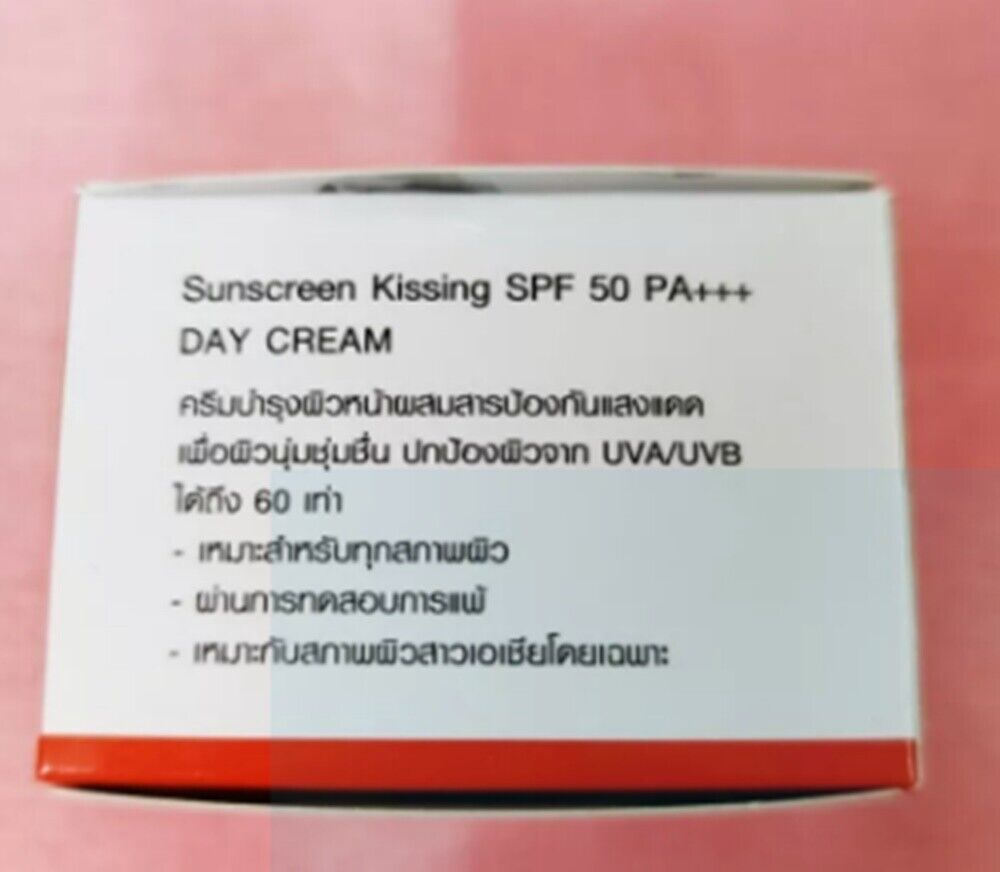 Sunscreen Kissing SPF 50 PA+++
DAY CREAM
ครีมบำรุงผิวหน้าผสมสารป้องกันแสงแดด
เพื่อผิวนุ่มชุ่มชื่น ปกป้องผิวจาก UVA/UVB
ได้ถึง 60 เท่า
- เหมาะสำหรับทุกสภาพผิว
- ผ่านการทดสอบการแพ้
- เหมาะกับสภาพผิวสาวเอเชียโดยเฉพาะ